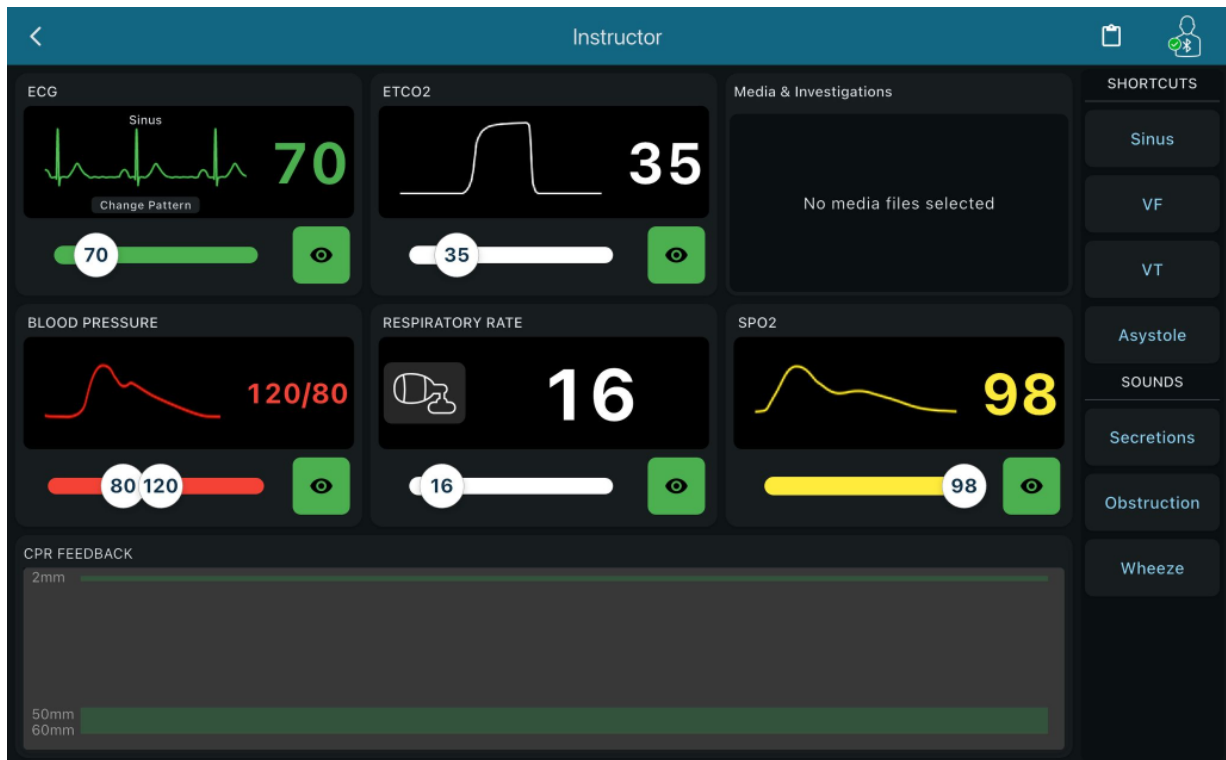 Instructor
ECG
Sinus
70
Change Pattern
70
ETCO2
35
35
Media & Investigations
No media files selected
BLOOD PRESSURE
120/80
80 120
RESPIRATORY RATE
16
16
SPO2
98
98
CPR FEEDBACK
2mm
50mm
60mm
SHORTCUTS
Sinus
VF
VT
Asystole
SOUNDS
Secretions
Obstruction
Wheeze